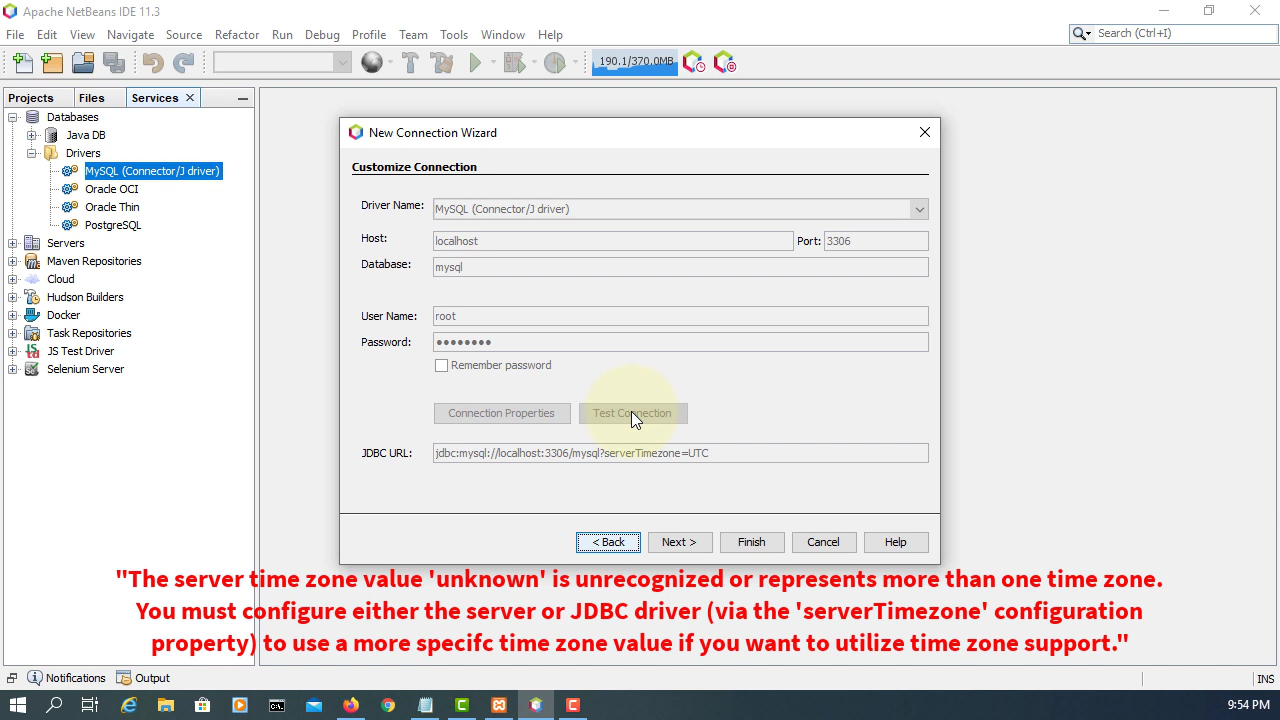 Apache NetBeans IDE 11.3
File Edit View Navigate Source Refactor Run Debug Profile Team Tools Window Help
Search (Ctrl+I)
190.1/370.0MB
Projects Files Services
Databases
Java DB
Drivers
MySQL (Connector/J driver)
Oracle OCI
Oracle Thin
PostgreSQL
Servers
Maven Repositories
Cloud
Hudson Builders
Docker
Task Repositories
JS Test Driver
Selenium Server
New Connection Wizard
Customize Connection
Driver Name: MySQL (Connector/J driver)
Host: localhost Port: 3306
Database: mysql
User Name: root
Password: ••••••••
Remember password
Connection Properties Test Connection
JDBC URL: jdbc:mysql://localhost:3306/mysql?serverTimezone=UTC
< Back Next > Finish Cancel Help
"The server time zone value 'unknown' is unrecognized or represents more than one time zone.
You must configure either the server or JDBC driver (via the 'serverTimezone' configuration
property) to use a more specifc time zone value if you want to utilize time zone support."
Notifications Output INS
9:54 PM